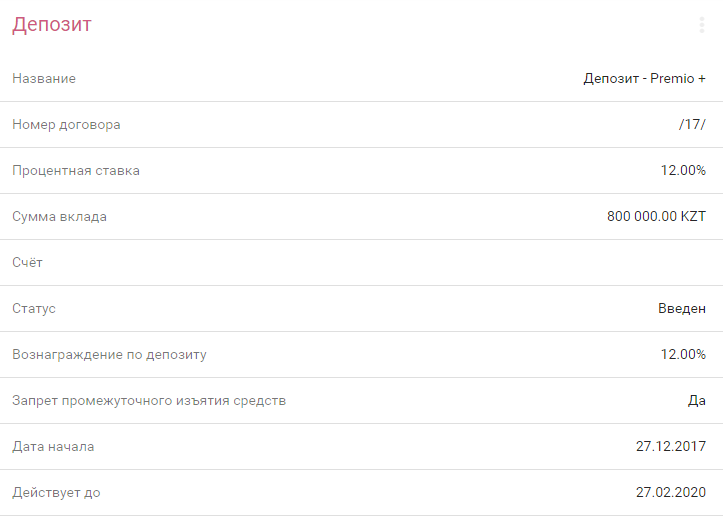 Депозит
Название Депозит - Premio +
Номер договора /17/
Процентная ставка 12.00%
Сумма вклада 800 000.00 KZT
Счёт
Статус Введен
Вознаграждение по депозиту 12.00%
Запрет промежуточного изъятия средств Да
Дата начала 27.12.2017
Действует до 27.02.2020